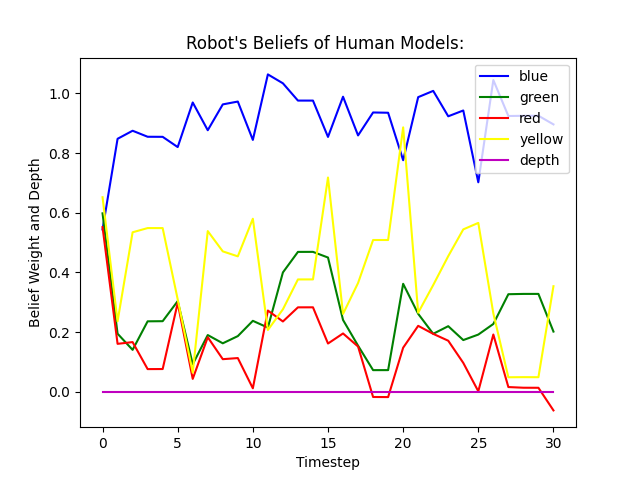 Robot's Beliefs of Human Models:
Belief Weight and Depth
1.0
0.8
0.6
0.4
0.2
0.0
blue
green
red
yellow
depth
0 5 10 15 20 25 30
Timestep